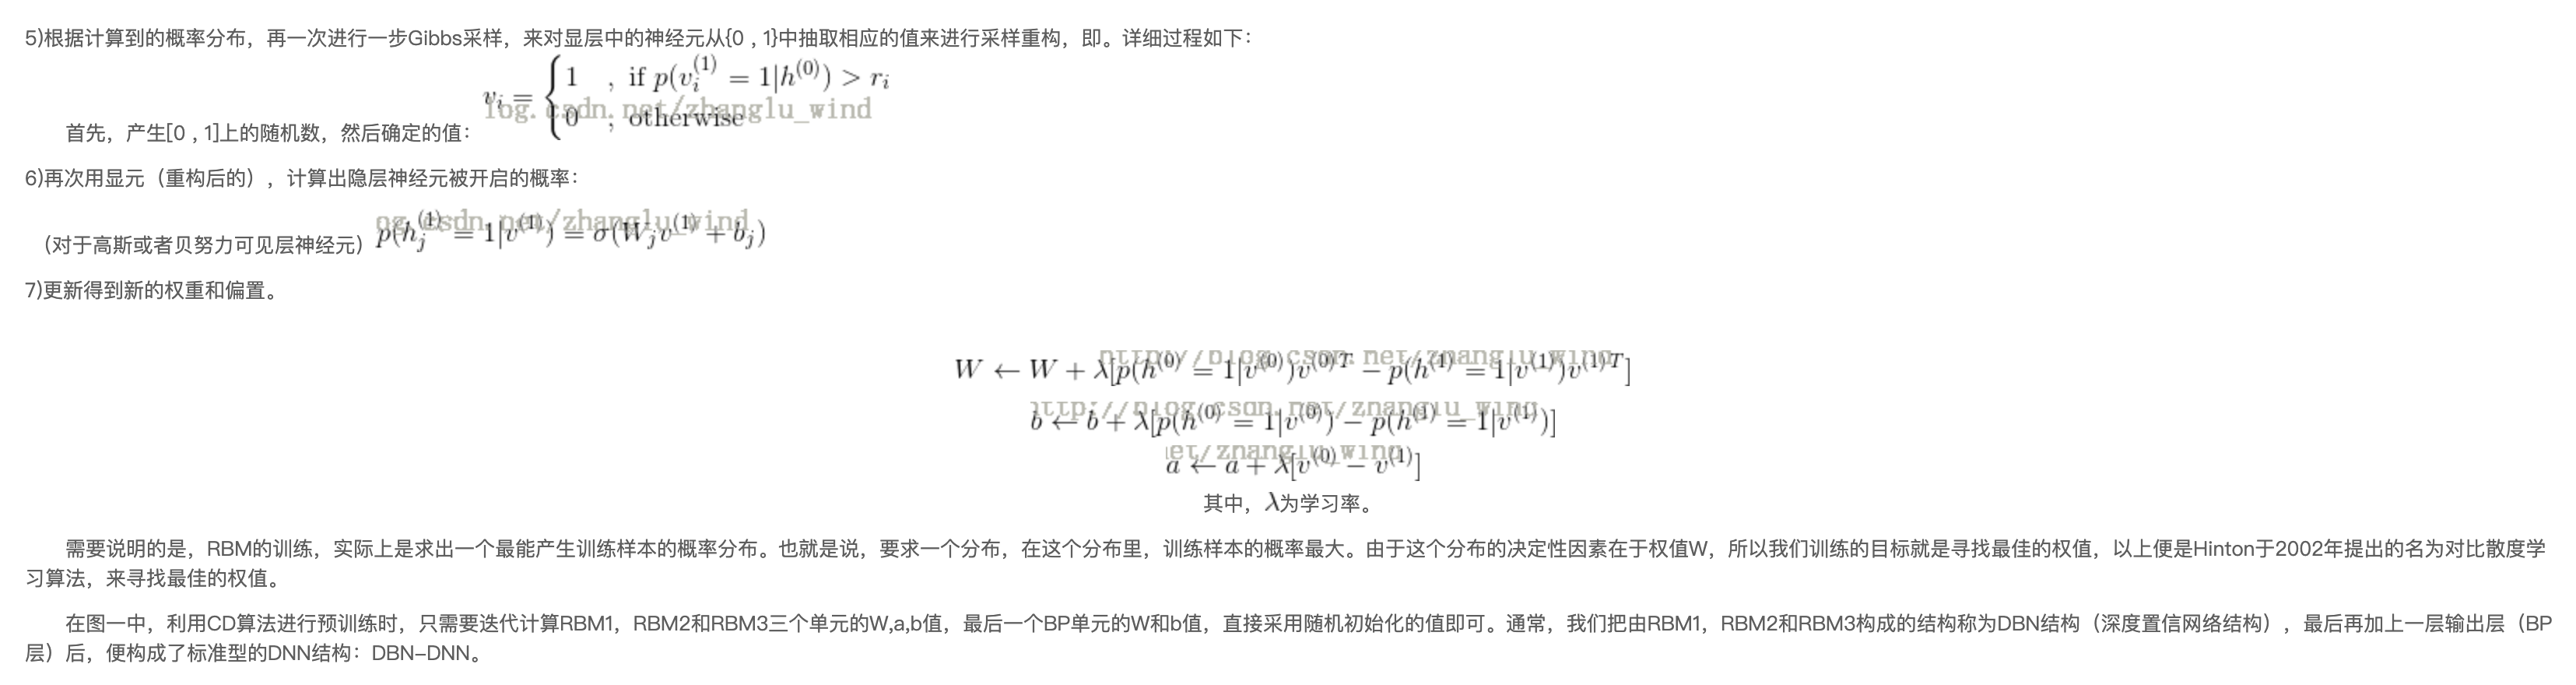 5)根据计算到的概率分布，再一次进行一步Gibbs采样，来对显层中的神经元从{0 , 1}中抽取相应的值来进行采样重构，即。详细过程如下：
首先，产生[0 , 1]上的随机数，然后确定的值： v_i = { 1 , if p(v_i^{(1)} = 1|h^{(0)}) > r_i
0 , otherwise
log. csdn. net/zhanglu_wind
6)再次用显元（重构后的），计算出隐层神经元被开启的概率：
（对于高斯或者贝努力可见层神经元） p(h_j^{(1)} = 1|v^{(1)}) = σ(W_j v^{(1)} + b_j)
og. csdn. net/zhanglu_wind
7)更新得到新的权重和偏置。
http://blog. csdn. net/zhanglu_wind
W ← W + λ[p(h^{(0)} = 1|v^{(0)})v^{(0)T} − p(h^{(1)} = 1|v^{(1)})v^{(1)T}]
http://blog. csdn. net/zhanglu_wind
b ← b + λ[p(h^{(0)} = 1|v^{(0)}) − p(h^{(1)} = 1|v^{(1)})]
et/zhanglu_wind
a ← a + λ[v^{(0)} − v^{(1)}]
其中，λ为学习率。
需要说明的是，RBM的训练，实际上是求出一个最能产生训练样本的概率分布。也就是说，要求一个分布，在这个分布里，训练样本的概率最大。由于这个分布的决定性因素在于权值W，所以我们训练的目标就是寻找最佳的权值，以上便是Hinton于2002年提出的名为对比散度学
习算法，来寻找最佳的权值。
在图一中，利用CD算法进行预训练时，只需要迭代计算RBM1，RBM2和RBM3三个单元的W,a,b值，最后一个BP单元的W和b值，直接采用随机初始化的值即可。通常，我们把由RBM1，RBM2和RBM3构成的结构称为DBN结构（深度置信网络结构），最后再加上一层输出层（BP
层）后，便构成了标准型的DNN结构：DBN–DNN。